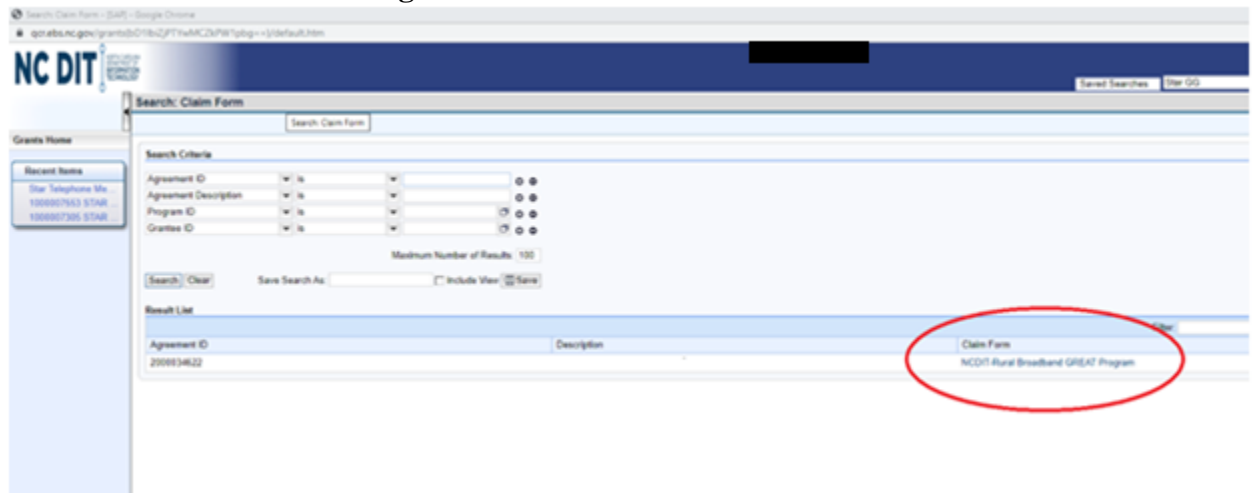 g
Search: Claim Form - [SAP] - Google Chrome
NC DIT
Saved Searches Star GG
Search: Claim Form
Search: Claim Form
Grants Home
Search Criteria
Recent Items
Star Telephone Me...
1000007553 STAR ...
1000007305 STAR ...
Agreement ID is
Agreement Description is
Program ID is
Grantee ID is
Maximum Number of Results: 100
Search Clear Save Search As: Include View Save
Result List
Filter:
Agreement ID Description Claim Form
2000034622 NCDIT-Rural Broadband GREAT Program